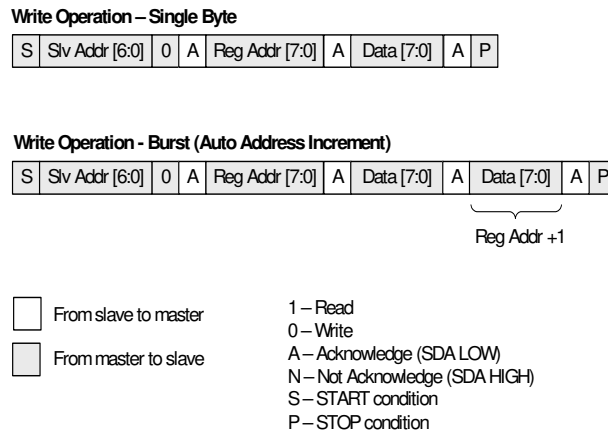 Write Operation – Single Byte
S Slv Addr [6:0] 0 A Reg Addr [7:0] A Data [7:0] A P
Write Operation - Burst (Auto Address Increment)
S Slv Addr [6:0] 0 A Reg Addr [7:0] A Data [7:0] A Data [7:0] A P
Reg Addr +1
From slave to master
From master to slave
1 – Read
0 – Write
A – Acknowledge (SDA LOW)
N – Not Acknowledge (SDA HIGH)
S – START condition
P – STOP condition